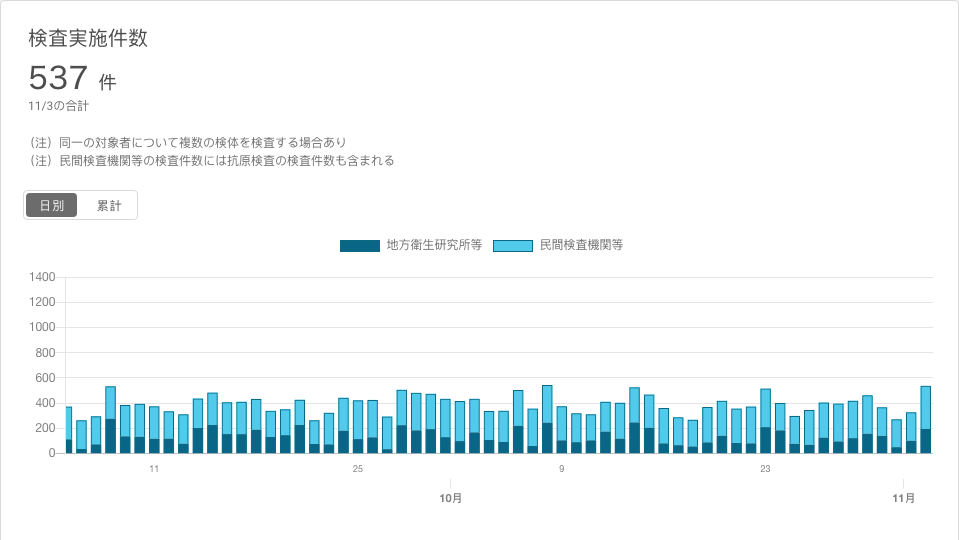 検査実施件数
537 件
11/3の合計
（注）同一の対象者について複数の検体を検査する場合あり
（注）民間検査機関等の検査件数には抗原検査の検査件数も含まれる
日別 累計
地方衛生研究所等 民間検査機関等
1400
1200
1000
800
600
400
200
0
11 25 9 23
10月 11月